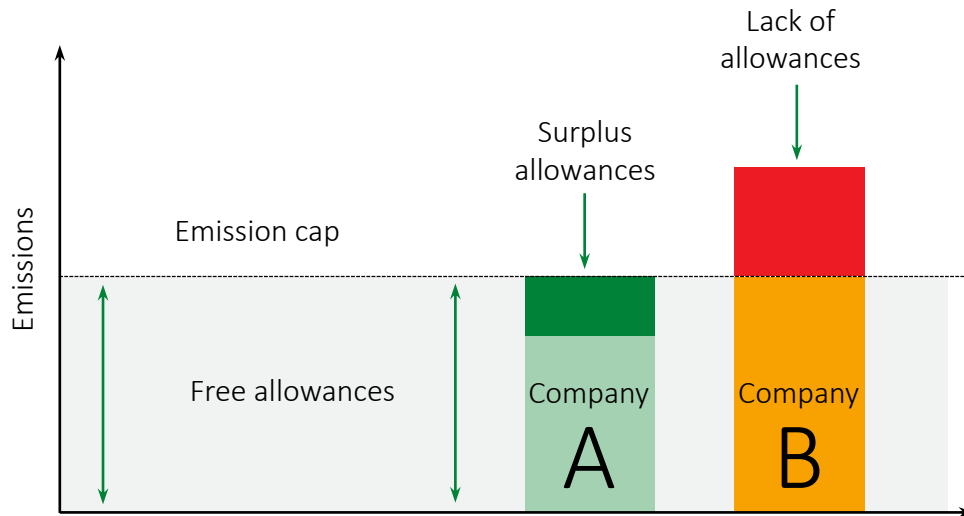 Lack of
allowances
Surplus
allowances
Emission cap
Emissions
Free allowances
Company
A
Company
B